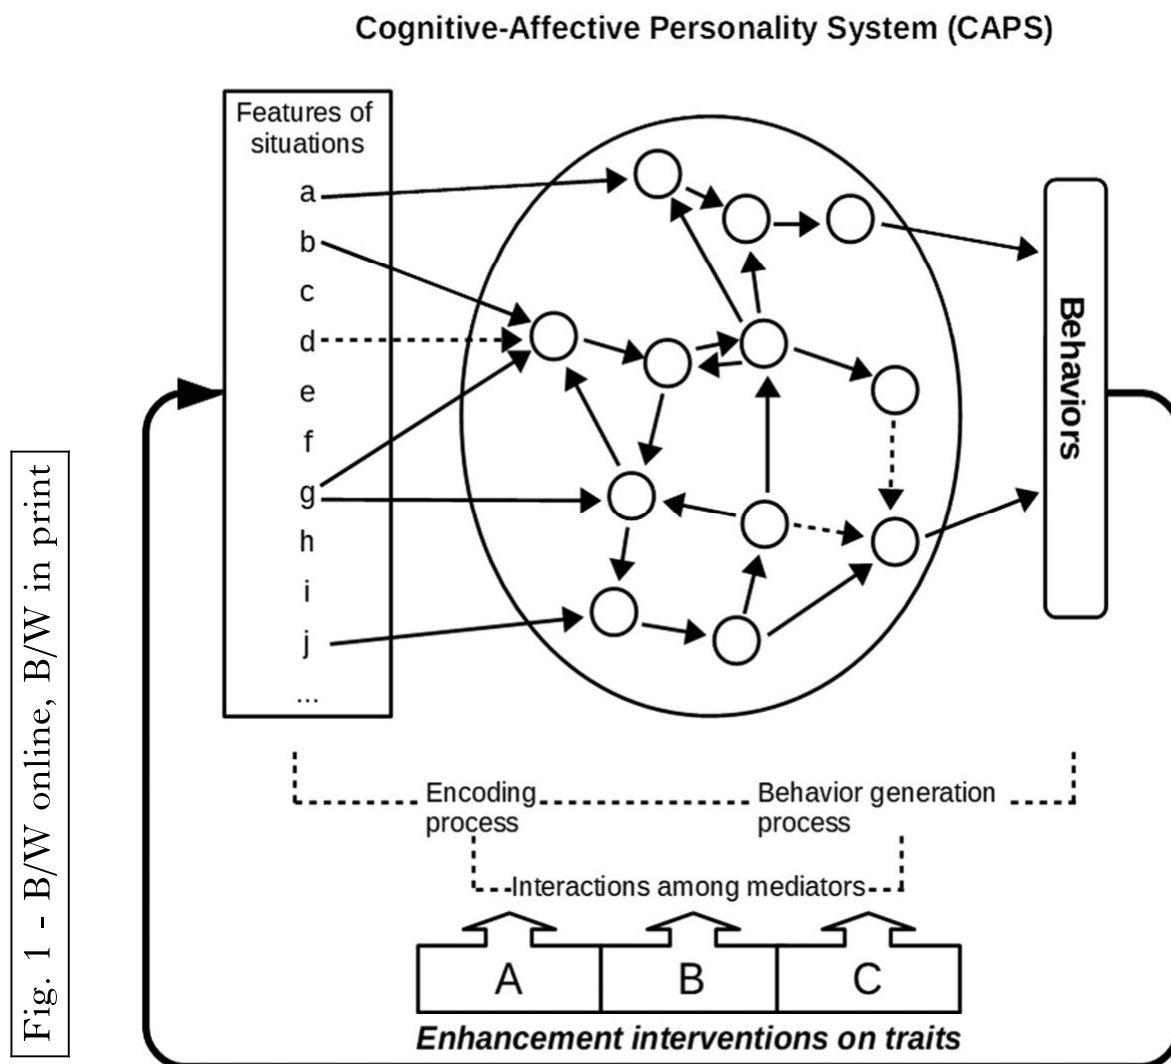 Cognitive-Affective Personality System (CAPS)
Features of
situations
a
b
c
d
e
f
g
h
i
j
...
Behaviors
Fig. 1 - B/W online, B/W in print
Encoding
process
Behavior generation
process
Interactions among mediators
A
B
C
Enhancement interventions on traits